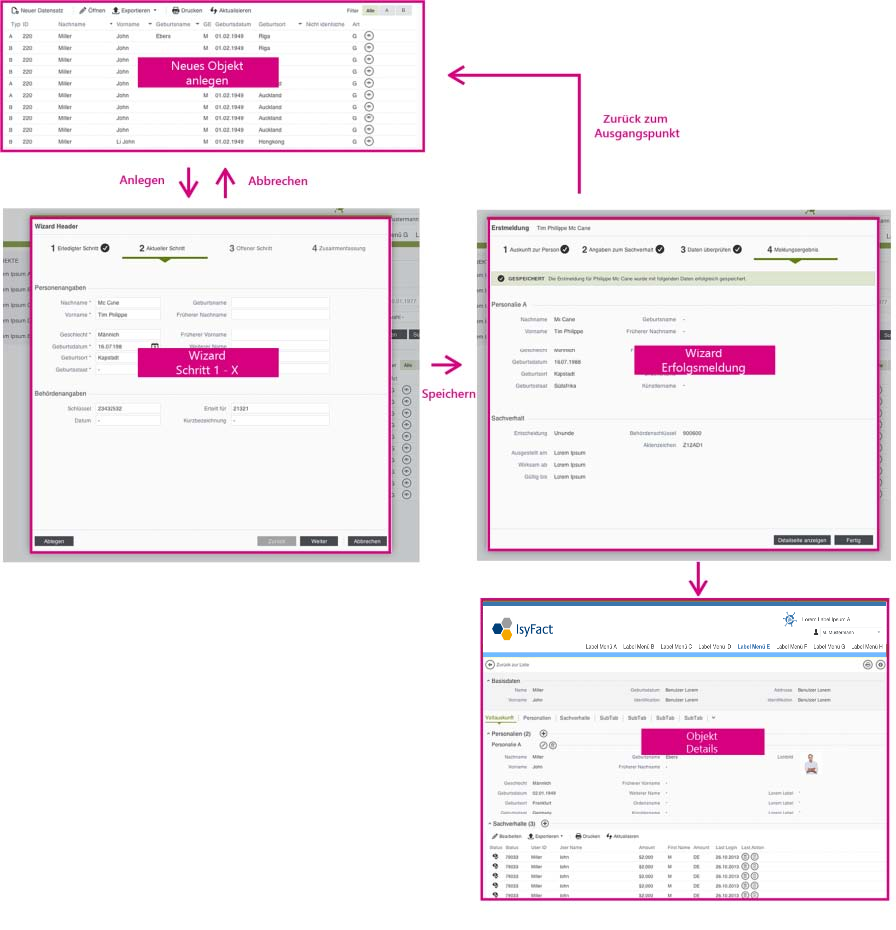 Neuer Datensatz Öffnen Exportieren Drucken Aktualisieren Filter Alle A B
Typ ID Nachname Vorname Geburtsname GE Geburtsdatum Geburtsort Nicht identische Art
A 220 Miller John Ebers M 01.02.1949 Riga G
B 220 Miller John M 01.02.1949 Riga G
B 220 Miller John G
B 220 Miller John G
A 220 Miller John G
B 220 Miller John M 01.02.1949 Auckland G
B 220 Miller John M 01.02.1949 Auckland G
B 220 Miller John M 01.02.1949 Auckland G
B 220 Miller John M 01.02.1949 Auckland G
B 220 Miller Li John M 01.02.1949 Hongkong G
Neues Objekt
anlegen
Zurück zum
Ausgangspunkt
Anlegen
Abbrechen
Wizard Header
1 Erledigter Schritt 2 Aktueller Schritt 3 Offener Schritt 4 Zusammenfassung
Personenangaben
Nachname * Mc Cane Geburtsname
Vorname * Tim Philippe Früherer Nachname
Geschlecht * Männich Früherer Vorname
Geburtsdatum * 16.07.198 Weiterer Name
Geburtsort * Kapstadt
Geburtsstaat * -
Wizard
Schritt 1 - X
Behördenangaben
Schlüssel 23432532 Erteilt für 21321
Datum - Kurzbezeichnung -
Ablegen Zurück Weiter Abbrechen
Speichern
Erstmeldung Tim Philippe Mc Cane
1 Auskunft zur Person 2 Angaben zum Sachverhalt 3 Daten überprüfen 4 Meldungsergebnis
GESPEICHERT Die Erstmeldung für Philippe Mc Cane wurde mit folgenden Daten erfolgreich gespeichert.
Personalie A
Nachname Mc Cane Geburtsname -
Vorname Tim Philippe Früherer Nachname -
Geschlecht Männich
Geburtsdatum 16.07.1988
Geburtsort Kapstadt
Geburtsstaat Südafrika Künstlername -
Wizard
Erfolgsmeldung
Sachverhalt
Entscheidung Urkunde Behördenschlüssel 900600
Aktenzeichen Z12AD1
Ausgestellt am Lorem Ipsum
Wirksam ab Lorem Ipsum
Gültig bis Lorem Ipsum
Detailseite anzeigen Fertig
Lorem Label Ipsum A
IsyFact
M. Mustermann
Label Menü A Label Menü B Label Menü C Label Menü D Label Menü E Label Menü F Label Menü G Label Menü H
Zurück zur Liste
Basisdaten
Name Miller Geburtsdatum Benutzer Lorem Addresse Benutzer Lorem
Vorname John Identifikation Benutzer Lorem Identifikation Benutzer Lorem
Vollauskunft Personalien Sachverhalte SubTab SubTab SubTab SubTab
Personalien (2)
Personalie A
Objekt
Details
Nachname Miller Geburtsname Ebers Lichtbild
Vorname John Früherer Nachname -
Geschlecht Männich Früherer Vorname -
Geburtsdatum 02.01.1949 Weiterer Name - Lorem Label -
Geburtsort Frankfurt Ordensname - Lorem Label -
Geburtsstaat Germany Künstlername - Lorem Label -
Sachverhalte (3)
Bearbeiten Exportieren Drucken Aktualisieren
Status Status User ID Amount First Name Amount Last Login Last Action
79033 Miller John $2.000 M DE 26.10.2013
79033 Miller John $2.000 M DE 26.10.2013
79033 Miller John $2.000 M DE 26.10.2013
79033 Miller John $2.000 M DE 26.10.2013
79033 Miller John $2.000 M DE 26.10.2013